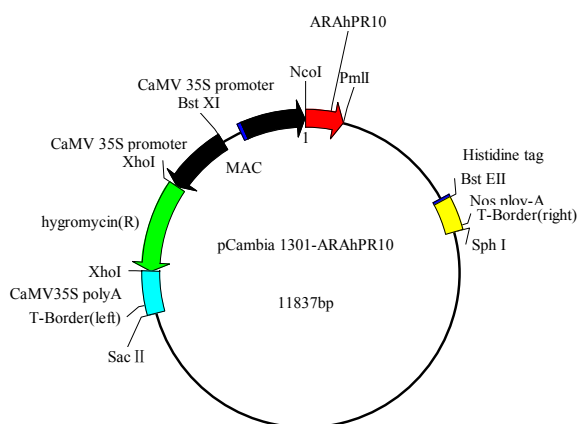 ARAhPR10
NcoI
PmlI
CaMV 35S promoter
Bst XI
CaMV 35S promoter
XhoI
MAC
1
Histidine tag
Bst EII
Nos ploy-A
T-Border(right)
Sph I
hygromycin(R)
pCambia 1301-ARAhPR10
XhoI
CaMV35S polyA
T-Border(left)
11837bp
Sac Ⅱ